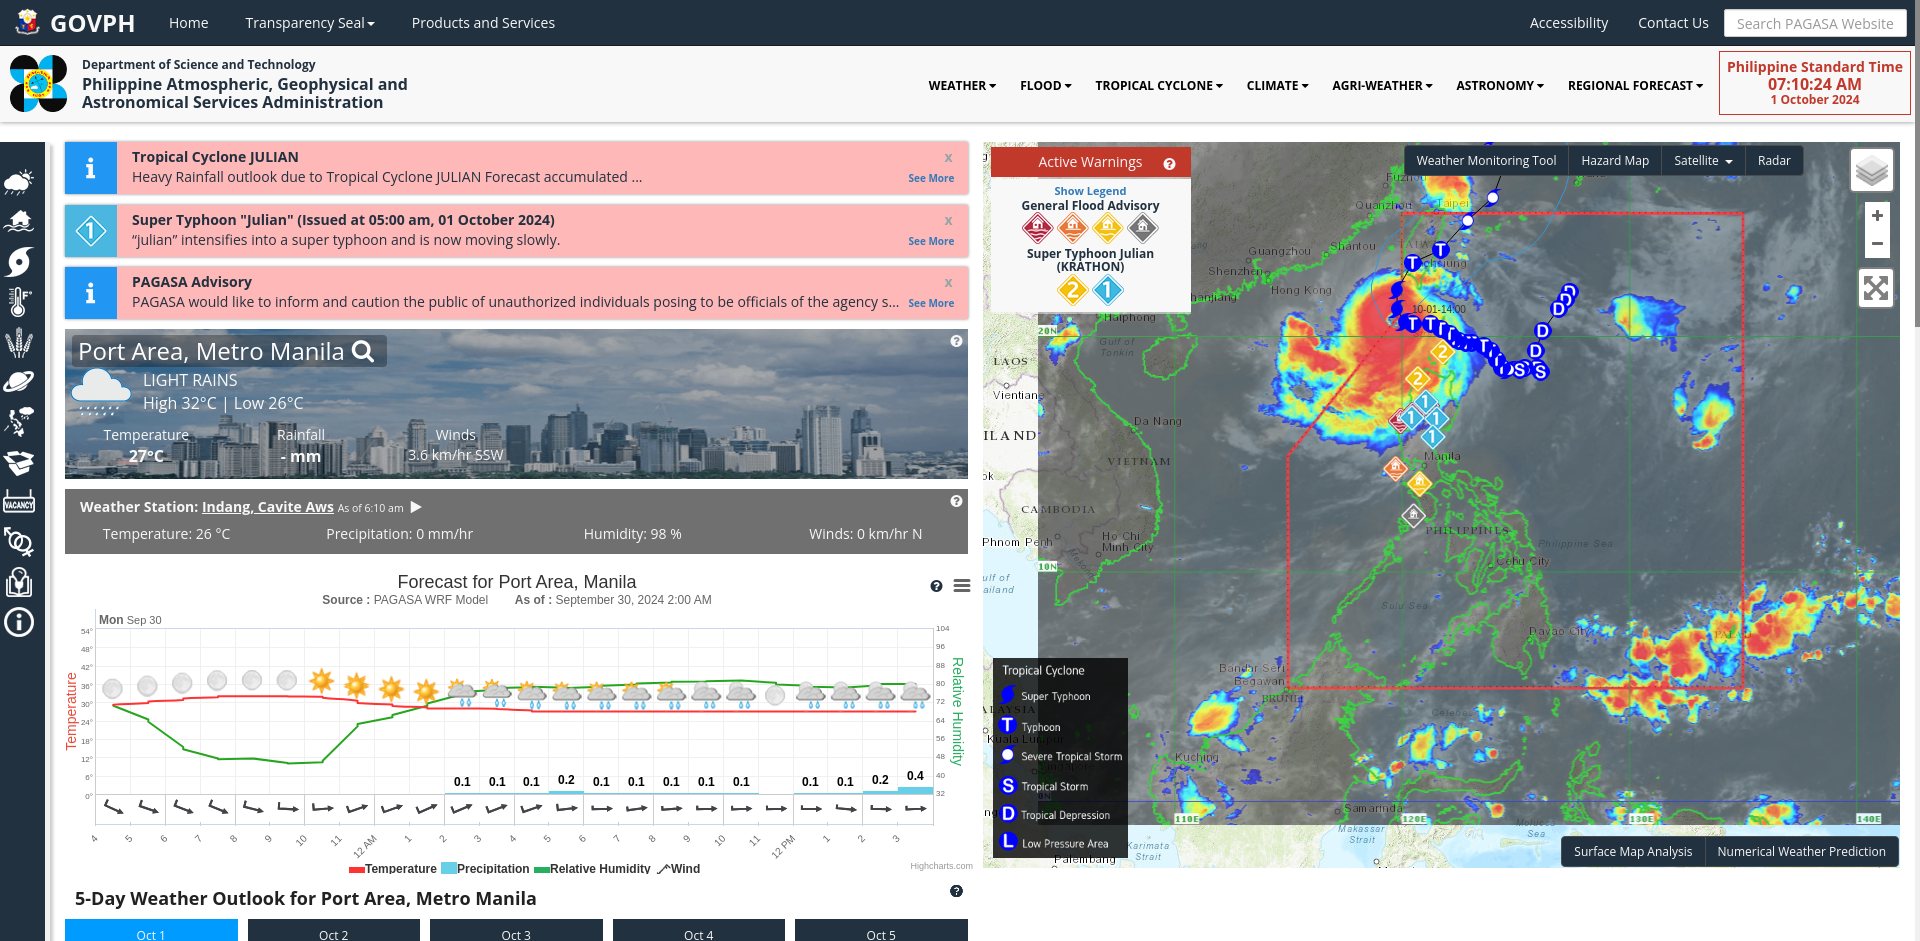 GOVPH
Home
Transparency Seal
Products and Services
Accessibility
Contact Us
Search PAGASA Website
Department of Science and Technology
Philippine Atmospheric, Geophysical and
Astronomical Services Administration
WEATHER
FLOOD
TROPICAL CYCLONE
CLIMATE
AGRI-WEATHER
ASTRONOMY
REGIONAL FORECAST
Philippine Standard Time
07:10:24 AM
1 October 2024
Tropical Cyclone JULIAN
x
Heavy Rainfall outlook due to Tropical Cyclone JULIAN Forecast accumulated ...
See More
1
Super Typhoon "Julian" (Issued at 05:00 am, 01 October 2024)
x
“julian” intensifies into a super typhoon and is now moving slowly.
See More
PAGASA Advisory
x
PAGASA would like to inform and caution the public of unauthorized individuals posing to be officials of the agency s...
See More
VACANCY
Port Area, Metro Manila
LIGHT RAINS
High 32°C | Low 26°C
Temperature
Rainfall
Winds
27°C
- mm
3.6 km/hr SSW
Weather Station: Indang, Cavite Aws As of 6:10 am
Temperature: 26 °C
Precipitation: 0 mm/hr
Humidity: 98 %
Winds: 0 km/hr N
Forecast for Port Area, Manila
Source : PAGASA WRF Model As of : September 30, 2024 2:00 AM
Mon Sep 30
Temperature
54°
48°
42°
36°
30°
24°
18°
12°
6°
0°
104
96
88
80
72
64
56
48
40
32
Relative Humidity
0.1 0.1 0.1 0.2 0.1 0.1 0.1 0.1 0.1 0.1 0.1 0.2 0.4
4 5 6 7 8 9 10 11 12 AM 1 2 3 4 5 6 7 8 9 10 11 12 PM 1 2 3
Temperature Precipitation Relative Humidity Wind
Highcharts.com
5-Day Weather Outlook for Port Area, Metro Manila
Oct 1
Oct 2
Oct 3
Oct 4
Oct 5
Active Warnings
Show Legend
General Flood Advisory
Super Typhoon Julian
(KRATHON)
2
1
Weather Monitoring Tool
Hazard Map
Satellite
Radar
+
−
Taipei
Quanzhou
Guangzhou
Shantou
Shenzhen
Hong Kong
10-01-14:00
Haiphong
20N
Gulf of
Tonkin
LAOS
Vientian
Da Nang
VIETNAM
Manila
CAMBODIA
PHILIPPINES
Phnom Penh
Ho Chi
Minh City
Philippine Sea
Cebu City
10N
Sulu Sea
Davao City
PALAU
Bandar Seri
Begawan
BRUNEI
Kuching
Samarinda
110E
120E
130E
140E
Makassar
Strait
Karimata
Strait
Palembang
Tropical Cyclone
Super Typhoon
T Typhoon
Severe Tropical Storm
S Tropical Storm
D Tropical Depression
L Low Pressure Area
Surface Map Analysis
Numerical Weather Prediction